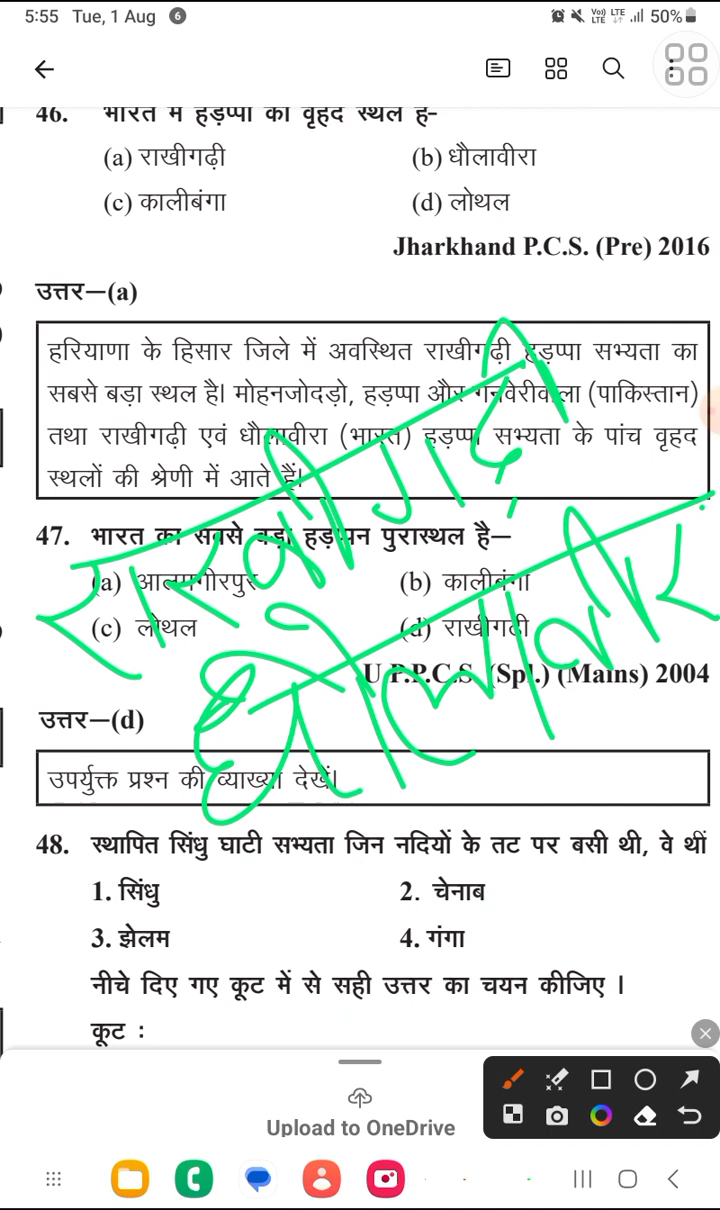 5:55 Tue, 1 Aug 6 50%
46. भारत में हड़प्पा का वृहद स्थल है-
(a) राखीगढ़ी (b) धौलावीरा
(c) कालीबंगा (d) लोथल
Jharkhand P.C.S. (Pre) 2016
उत्तर—(a)
हरियाणा के हिसार जिले में अवस्थित राखीगढ़ी हड़प्पा सभ्यता का
सबसे बड़ा स्थल है। मोहनजोदड़ो, हड़प्पा और गनवेरीवाला (पाकिस्तान)
तथा राखीगढ़ी एवं धौलावीरा (भारत) हड़प्पा सभ्यता के पांच वृहद
स्थलों की श्रेणी में आते हैं।
47. भारत का सबसे बड़ा हड़प्पन पुरास्थल है—
(a) आलमगीरपुर (b) कालीबंगा
(c) लोथल (d) राखीगढ़ी
U.P.P.C.S. (Spl.) (Mains) 2004
उत्तर—(d)
उपर्युक्त प्रश्न की व्याख्या देखें।
48. स्थापित सिंधु घाटी सभ्यता जिन नदियों के तट पर बसी थी, वे थीं
1. सिंधु 2. चेनाब
3. झेलम 4. गंगा
नीचे दिए गए कूट में से सही उत्तर का चयन कीजिए ।
कूट :
Upload to OneDrive
राखीगढ़ी